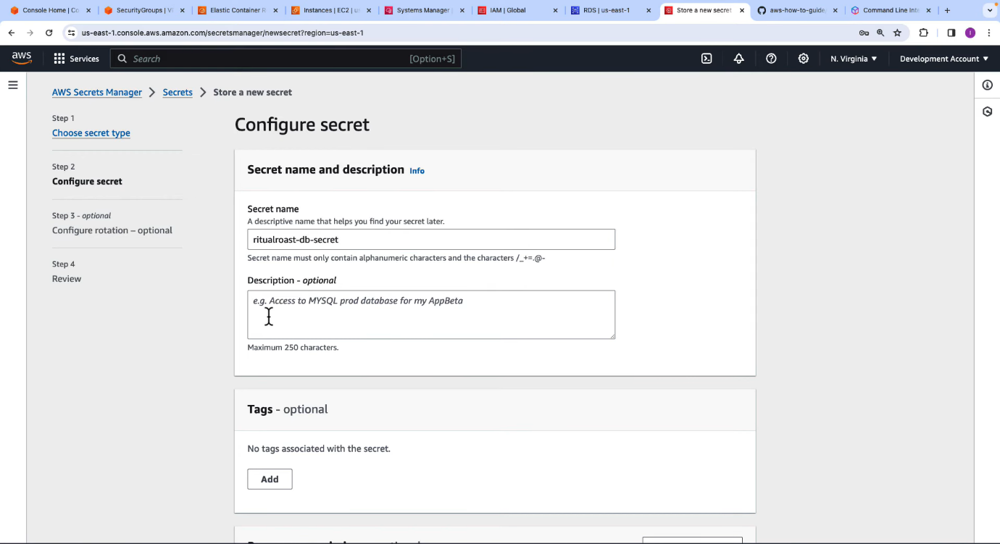 Console Home | Co
SecurityGroups | V
Elastic Container R
Instances | EC2 | us
Systems Manager
IAM | Global
RDS | us-east-1
Store a new secret
aws-how-to-guide
Command Line Inte
us-east-1.console.aws.amazon.com/secretsmanager/newsecret?region=us-east-1
aws
Services
Search
[Option+S]
N. Virginia
Development Account
AWS Secrets Manager
Secrets
Store a new secret
Step 1
Choose secret type
Step 2
Configure secret
Step 3 - optional
Configure rotation – optional
Step 4
Review
Configure secret
Secret name and description Info
Secret name
A descriptive name that helps you find your secret later.
ritualroast-db-secret
Secret name must only contain alphanumeric characters and the characters /_+=.@-
Description - optional
e.g. Access to MYSQL prod database for my AppBeta
Maximum 250 characters.
Tags - optional
No tags associated with the secret.
Add